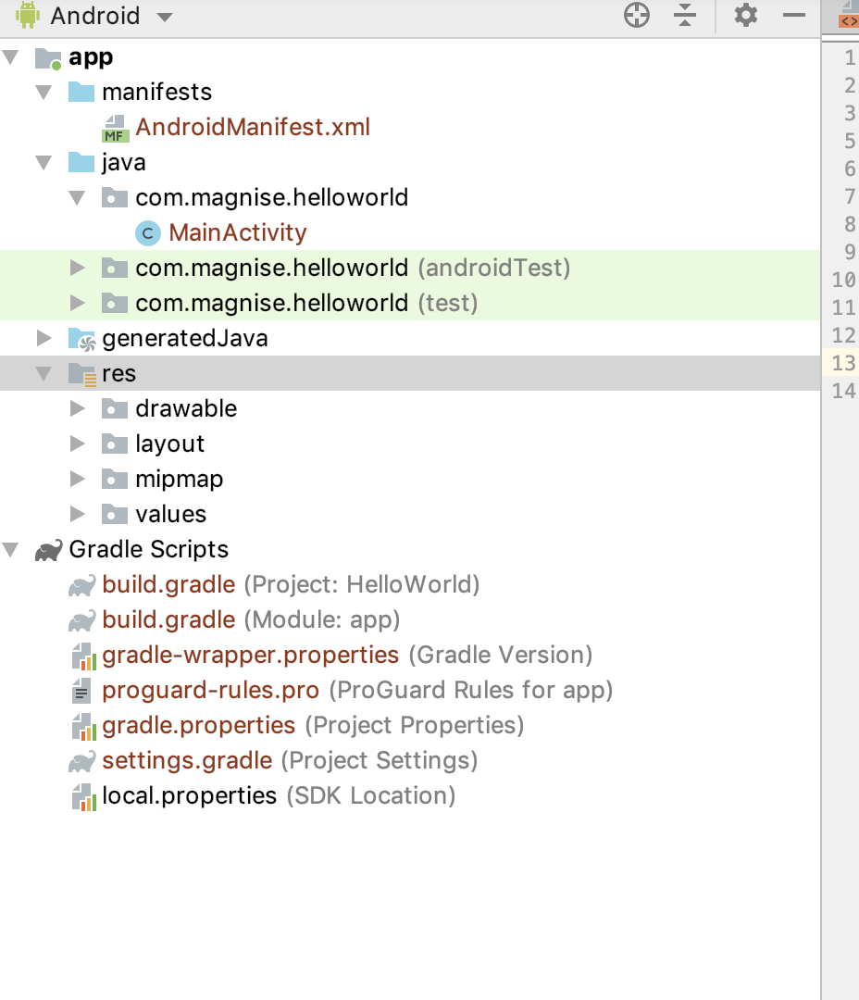 Android
app
manifests
MF AndroidManifest.xml
java
com.magnise.helloworld
C MainActivity
com.magnise.helloworld (androidTest)
com.magnise.helloworld (test)
generatedJava
res
drawable
layout
mipmap
values
Gradle Scripts
build.gradle (Project: HelloWorld)
build.gradle (Module: app)
gradle-wrapper.properties (Gradle Version)
proguard-rules.pro (ProGuard Rules for app)
gradle.properties (Project Properties)
settings.gradle (Project Settings)
local.properties (SDK Location)
<>
1
2
3
5
6
7
8
9
10
11
12
13
14